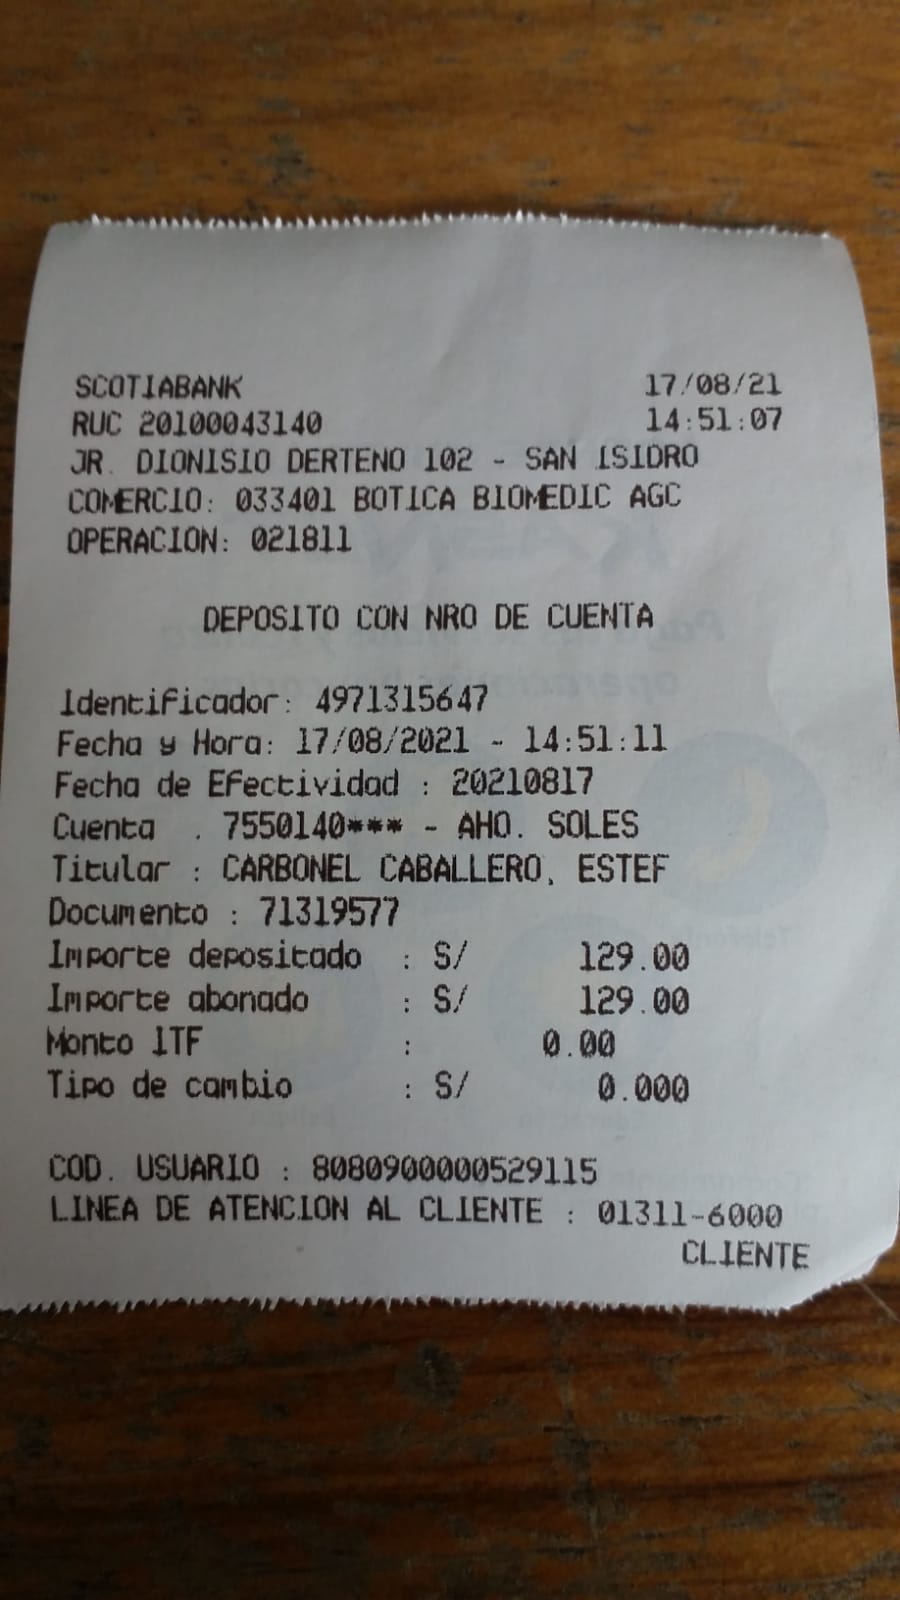 SCOTIABANK 17/08/21
RUC 20100043140 14:51:07
JR. DIONISIO DERTENO 102 - SAN ISIDRO
COMERCIO: 033401 BOTICA BIOMEDIC AGC
OPERACION: 021811
DEPOSITO CON NRO DE CUENTA
Identificador: 4971315647
Fecha y Hora: 17/08/2021 - 14:51:11
Fecha de Efectividad : 20210817
Cuenta . 7550140*** - AHO. SOLES
Titular : CARBONEL CABALLERO, ESTEF
Documento : 71319577
Importe depositado : S/ 129.00
Importe abonado : S/ 129.00
Monto ITF : 0.00
Tipo de cambio : S/ 0.000
COD. USUARIO : 8080900000529115
LINEA DE ATENCION AL CLIENTE : 01311-6000
CLIENTE